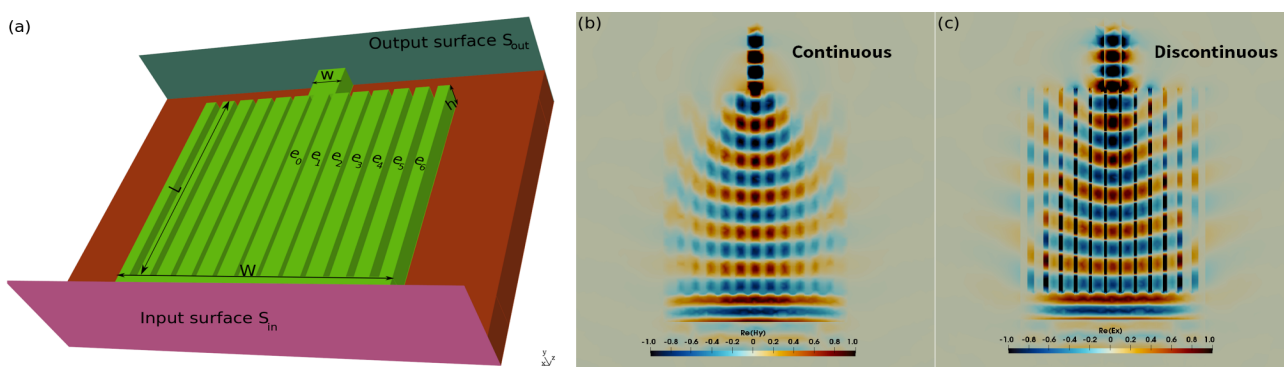 (a)
Output surface S_out
w
h
e_0 e_1 e_2 e_3 e_4 e_5 e_6
L
W
Input surface S_in
y
x z
(b)
Continuous
Re(Hy)
-1.0 -0.8 -0.6 -0.4 -0.2 0.0 0.2 0.4 0.6 0.8 1.0
(c)
Discontinuous
Re(Ex)
-1.0 -0.8 -0.6 -0.4 -0.2 0.0 0.2 0.4 0.6 0.8 1.0